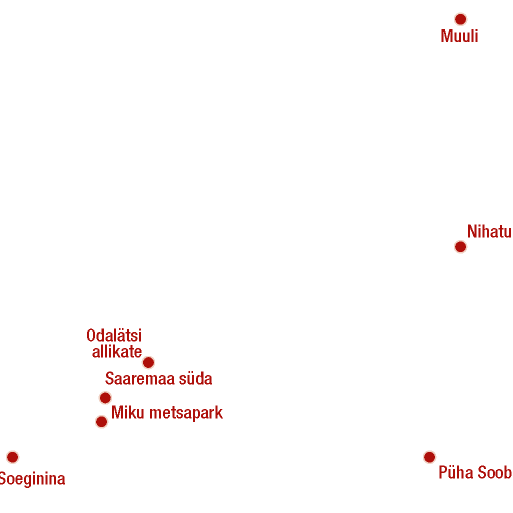 Muuli
Nihatu
Odalätsi
allikate
Saaremaa süda
Miku metsapark
Soeginina
Püha Soob